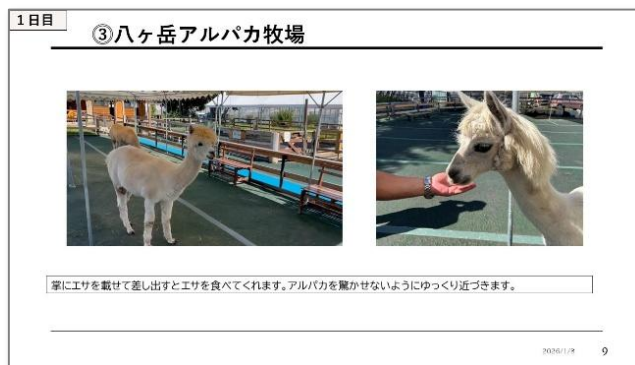 1日目
③八ヶ岳アルパカ牧場
掌にエサを載せて差し出すとエサを食べてくれます。アルパカを驚かせないようにゆっくり近づきます。
2026/1/8
9